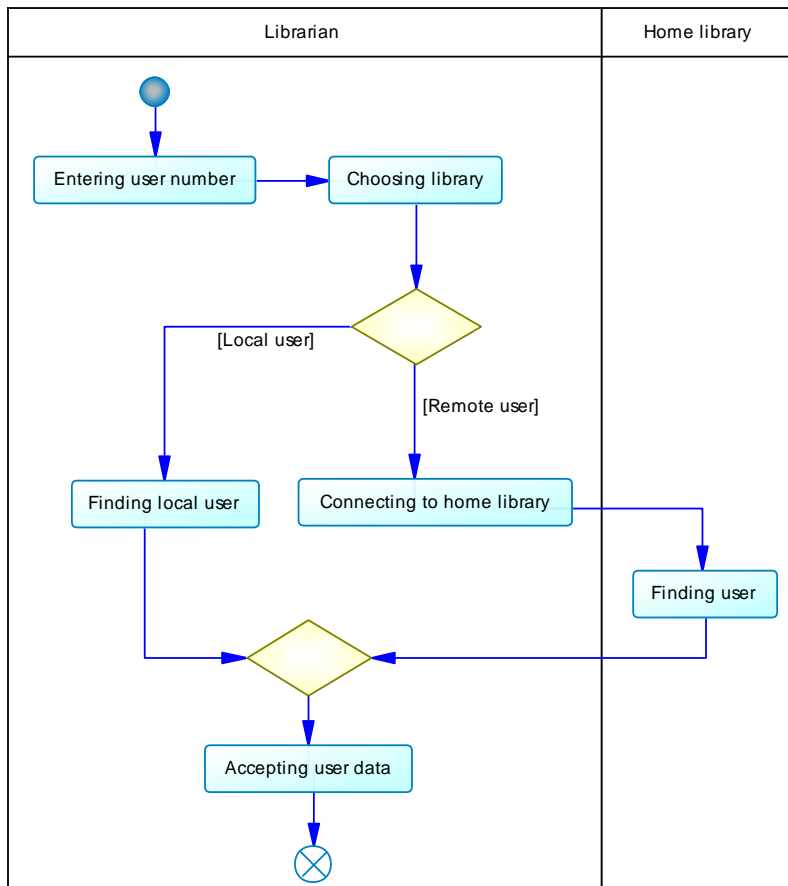 Librarian
Home library
Entering user number
Choosing library
[Local user]
[Remote user]
Finding local user
Connecting to home library
Finding user
Accepting user data